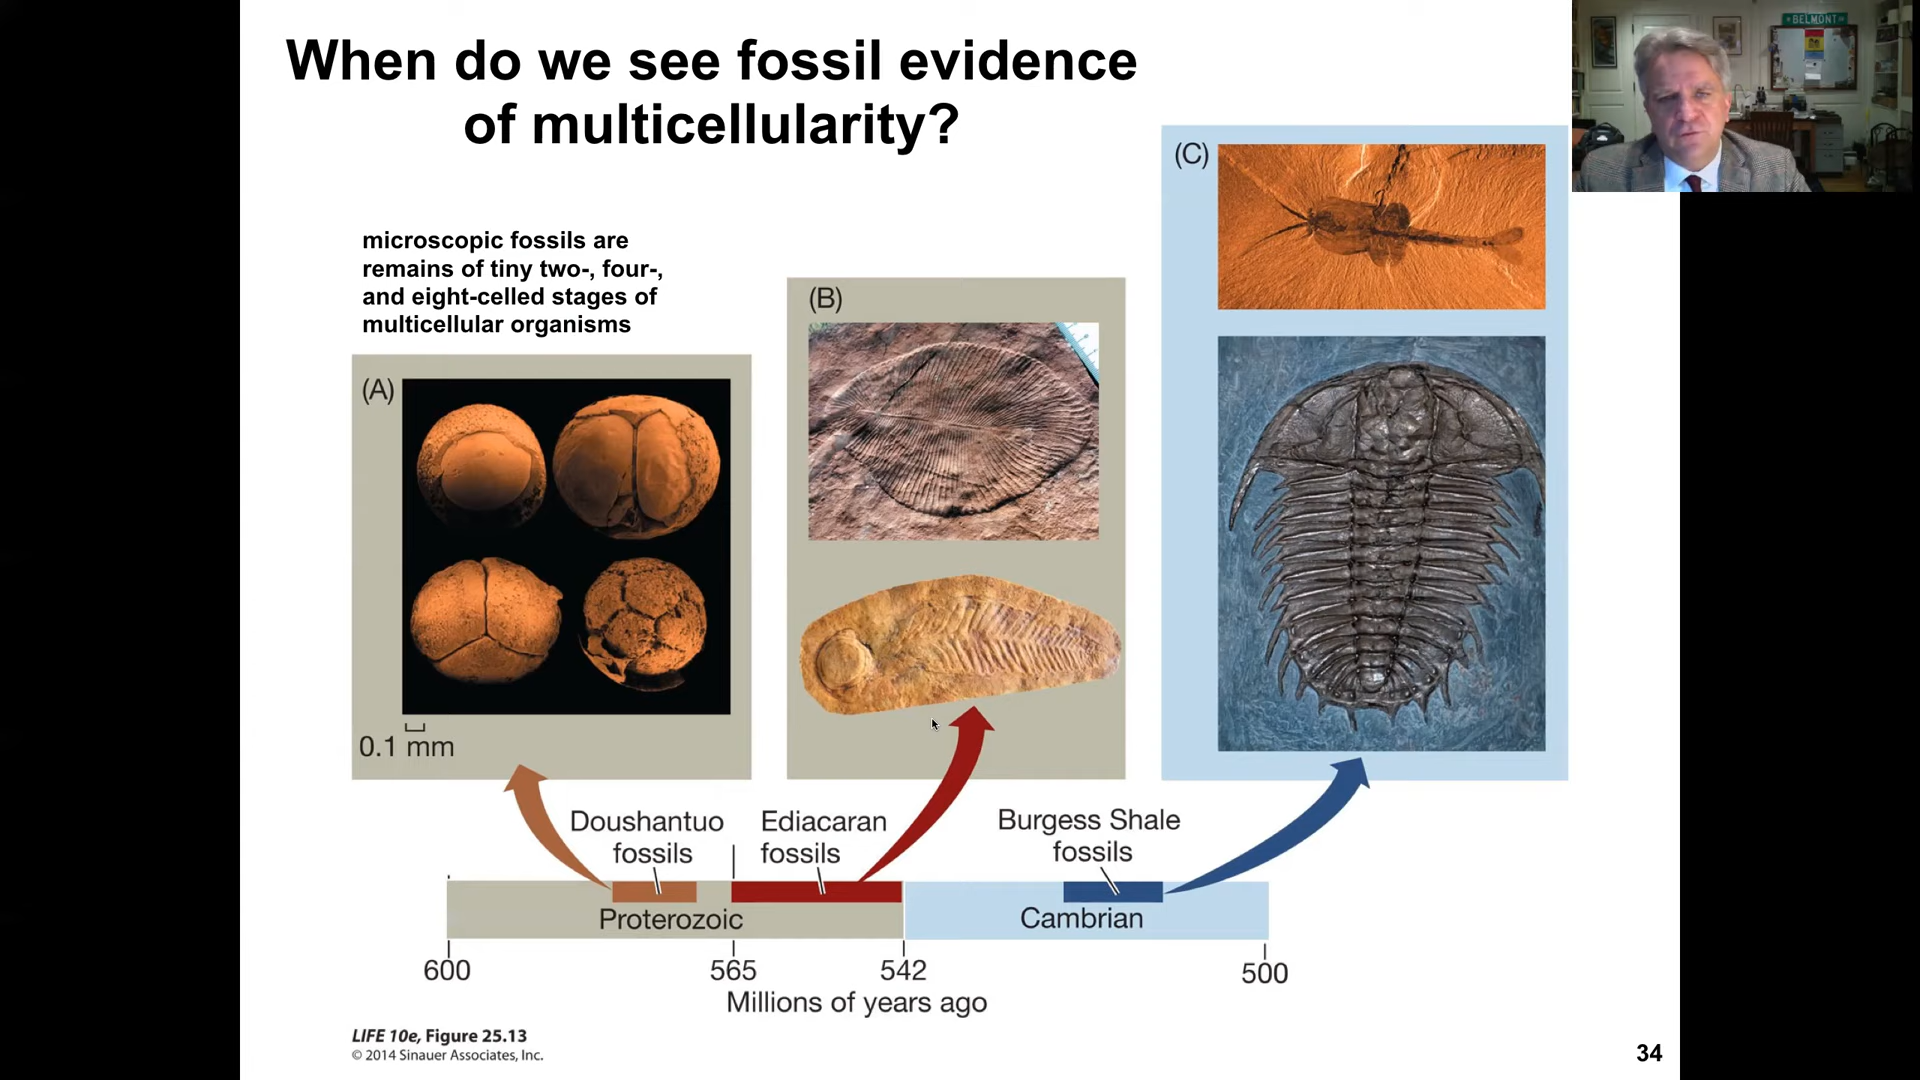 When do we see fossil evidence
of multicellularity?
BELMONT
microscopic fossils are
remains of tiny two-, four-,
and eight-celled stages of
multicellular organisms
(A)
0.1 mm
(B)
(C)
Doushantuo
fossils
Ediacaran
fossils
Burgess Shale
fossils
Proterozoic
Cambrian
600
565
542
500
Millions of years ago
LIFE 10e, Figure 25.13
© 2014 Sinauer Associates, Inc.
34